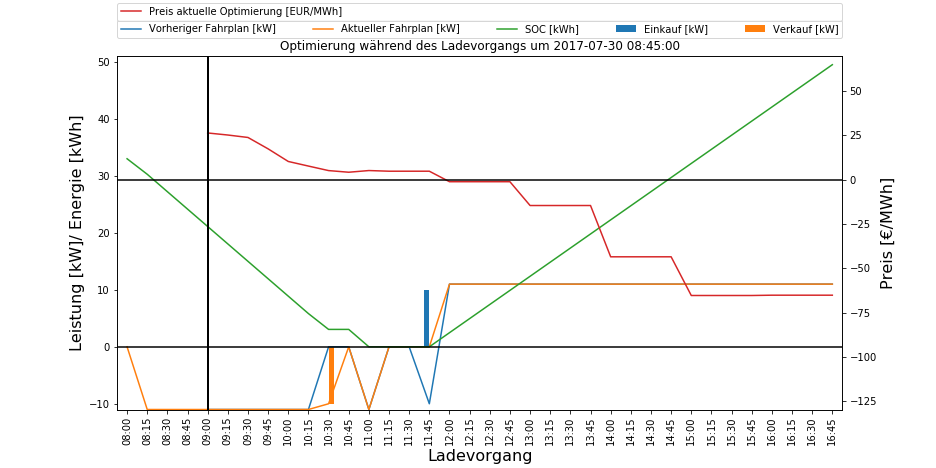 Preis aktuelle Optimierung [EUR/MWh]
Vorheriger Fahrplan [kW] Aktueller Fahrplan [kW] SOC [kWh] Einkauf [kW] Verkauf [kW]
Optimierung während des Ladevorgangs um 2017-07-30 08:45:00
Leistung [kW]/ Energie [kWh]
50
40
30
20
10
0
−10
50
25
0
−25
−50
−75
−100
−125
Preis [€/MWh]
08:00 08:15 08:30 08:45 09:00 09:15 09:30 09:45 10:00 10:15 10:30 10:45 11:00 11:15 11:30 11:45 12:00 12:15 12:30 12:45 13:00 13:15 13:30 13:45 14:00 14:15 14:30 14:45 15:00 15:15 15:30 15:45 16:00 16:15 16:30 16:45
Ladevorgang